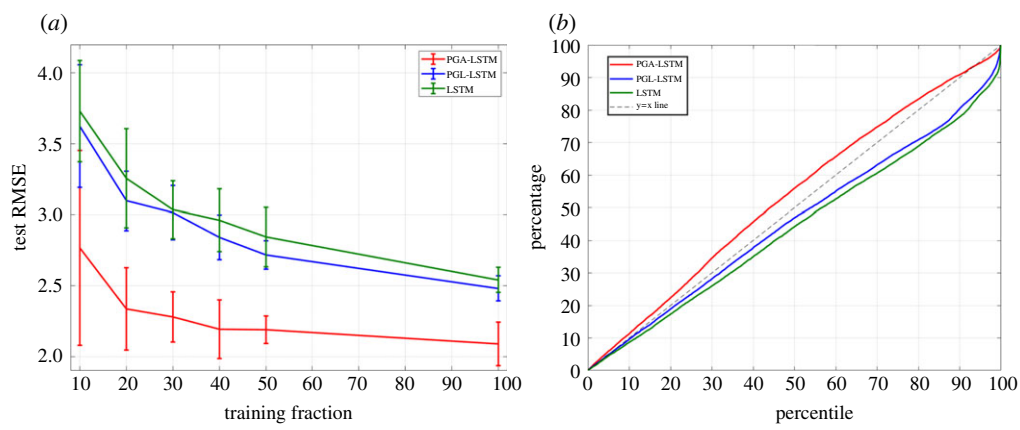 (a)
4.0
3.5
3.0
2.5
2.0
test RMSE
PGA-LSTM
PGL-LSTM
LSTM
10 20 30 40 50 60 70 80 90 100
training fraction
(b)
100
90
80
70
60
50
40
30
20
10
0
percentage
PGA-LSTM
PGL-LSTM
LSTM
y=x line
0 10 20 30 40 50 60 70 80 90 100
percentile